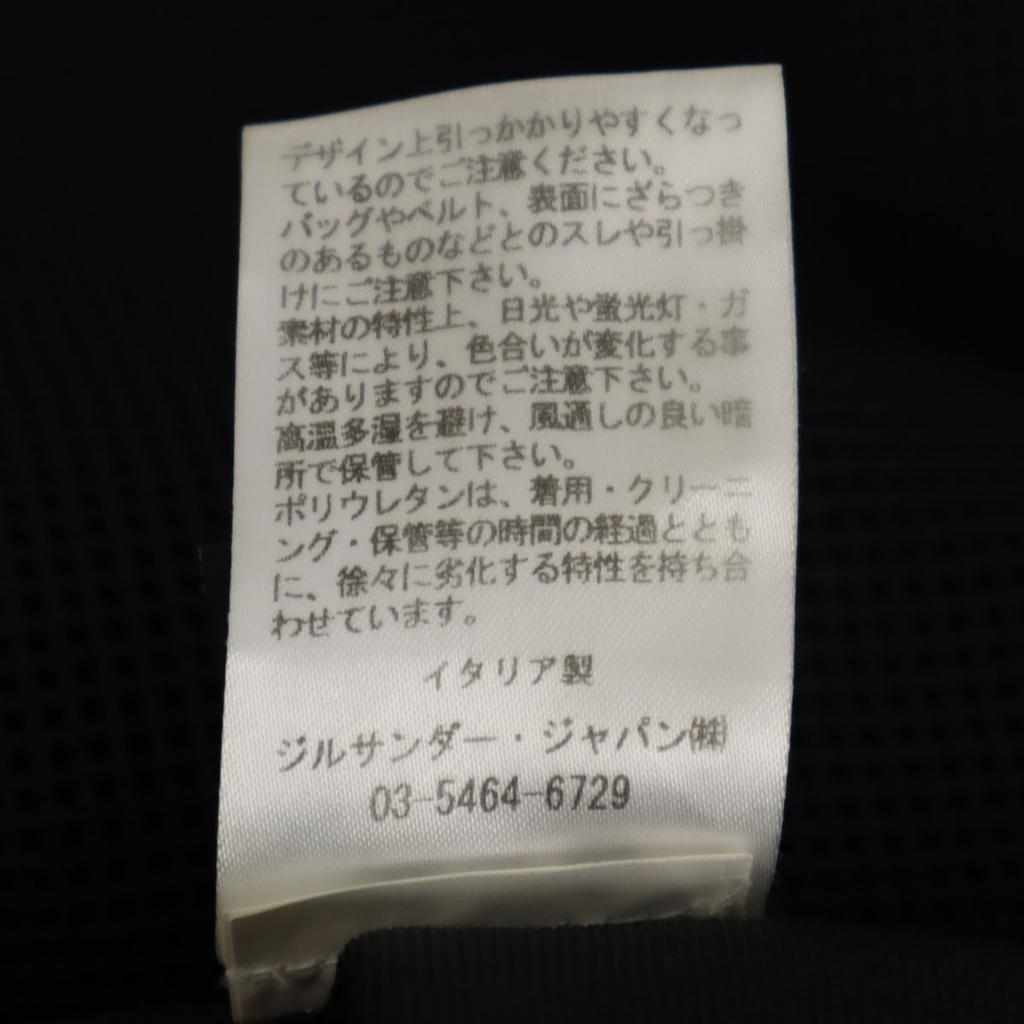 デザイン上引っかかりやすくなっ
ているのでご注意ください。
バッグやベルト、表面にざらつき
のあるものなどとのスレや引っ掛
けにご注意下さい。
素材の特性上、日光や蛍光灯・ガ
ス等により、色合いが変化する事
がありますのでご注意下さい。
高温多湿を避け、風通しの良い暗
所で保管して下さい。
ポリウレタンは、着用・クリーニ
ング・保管等の時間の経過ととも
に、徐々に劣化する特性を持ち合
わせています。
イタリア製
ジルサンダー・ジャパン㈱
03-5464-6729